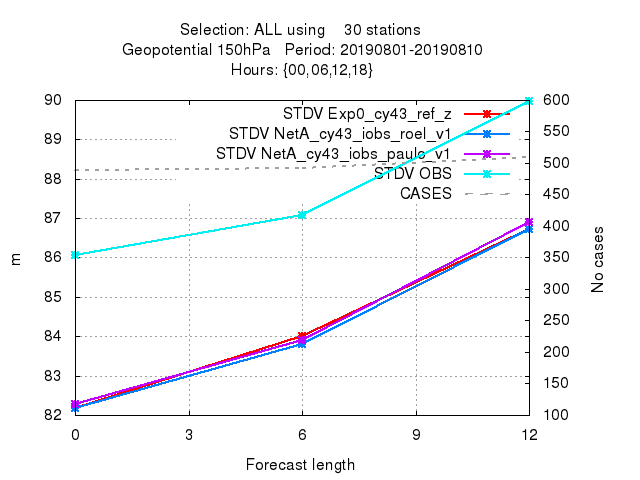 Selection: ALL using    30 stations
Geopotential 150hPa   Period: 20190801-20190810
Hours: {00,06,12,18}
STDV Exp0_cy43_ref_z
STDV NetA_cy43_iobs_roel_v1
STDV NetA_cy43_iobs_paulo_v1
STDV OBS
CASES
90
89
88
87
86
85
84
83
82
m
600
550
500
450
400
350
300
250
200
150
100
No cases
0 3 6 9 12
Forecast length